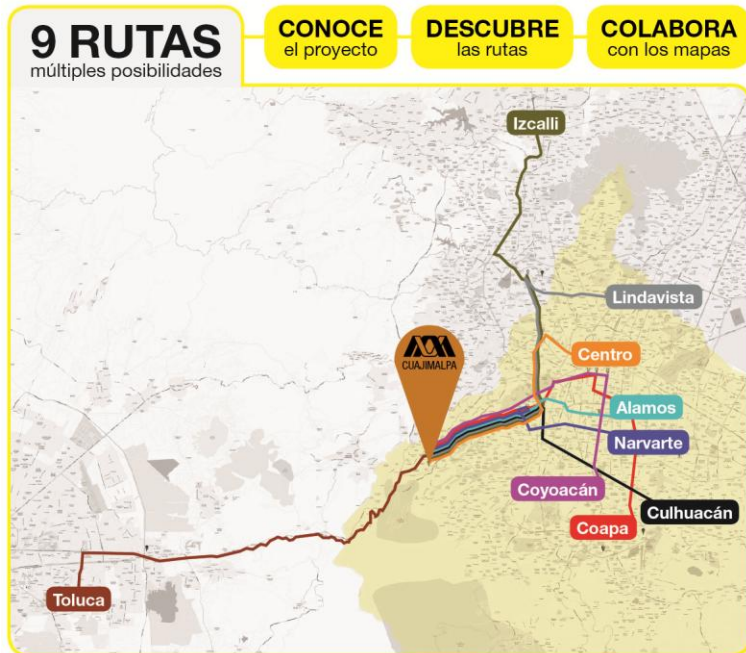 9 RUTAS
múltiples posibilidades
CONOCE
el proyecto
DESCUBRE
las rutas
COLABORA
con los mapas
Izcalli
Lindavista
Centro
CUAJIMALPA
Alamos
Narvarte
Coyoacán
Culhuacán
Coapa
Toluca